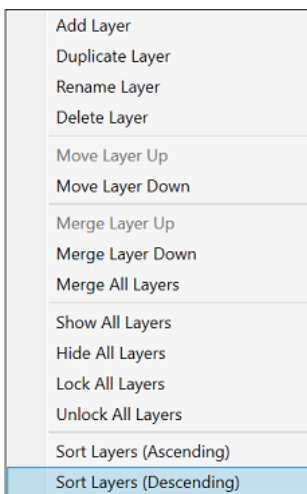 Add Layer
Duplicate Layer
Rename Layer
Delete Layer
Move Layer Up
Move Layer Down
Merge Layer Up
Merge Layer Down
Merge All Layers
Show All Layers
Hide All Layers
Lock All Layers
Unlock All Layers
Sort Layers (Ascending)
Sort Layers (Descending)